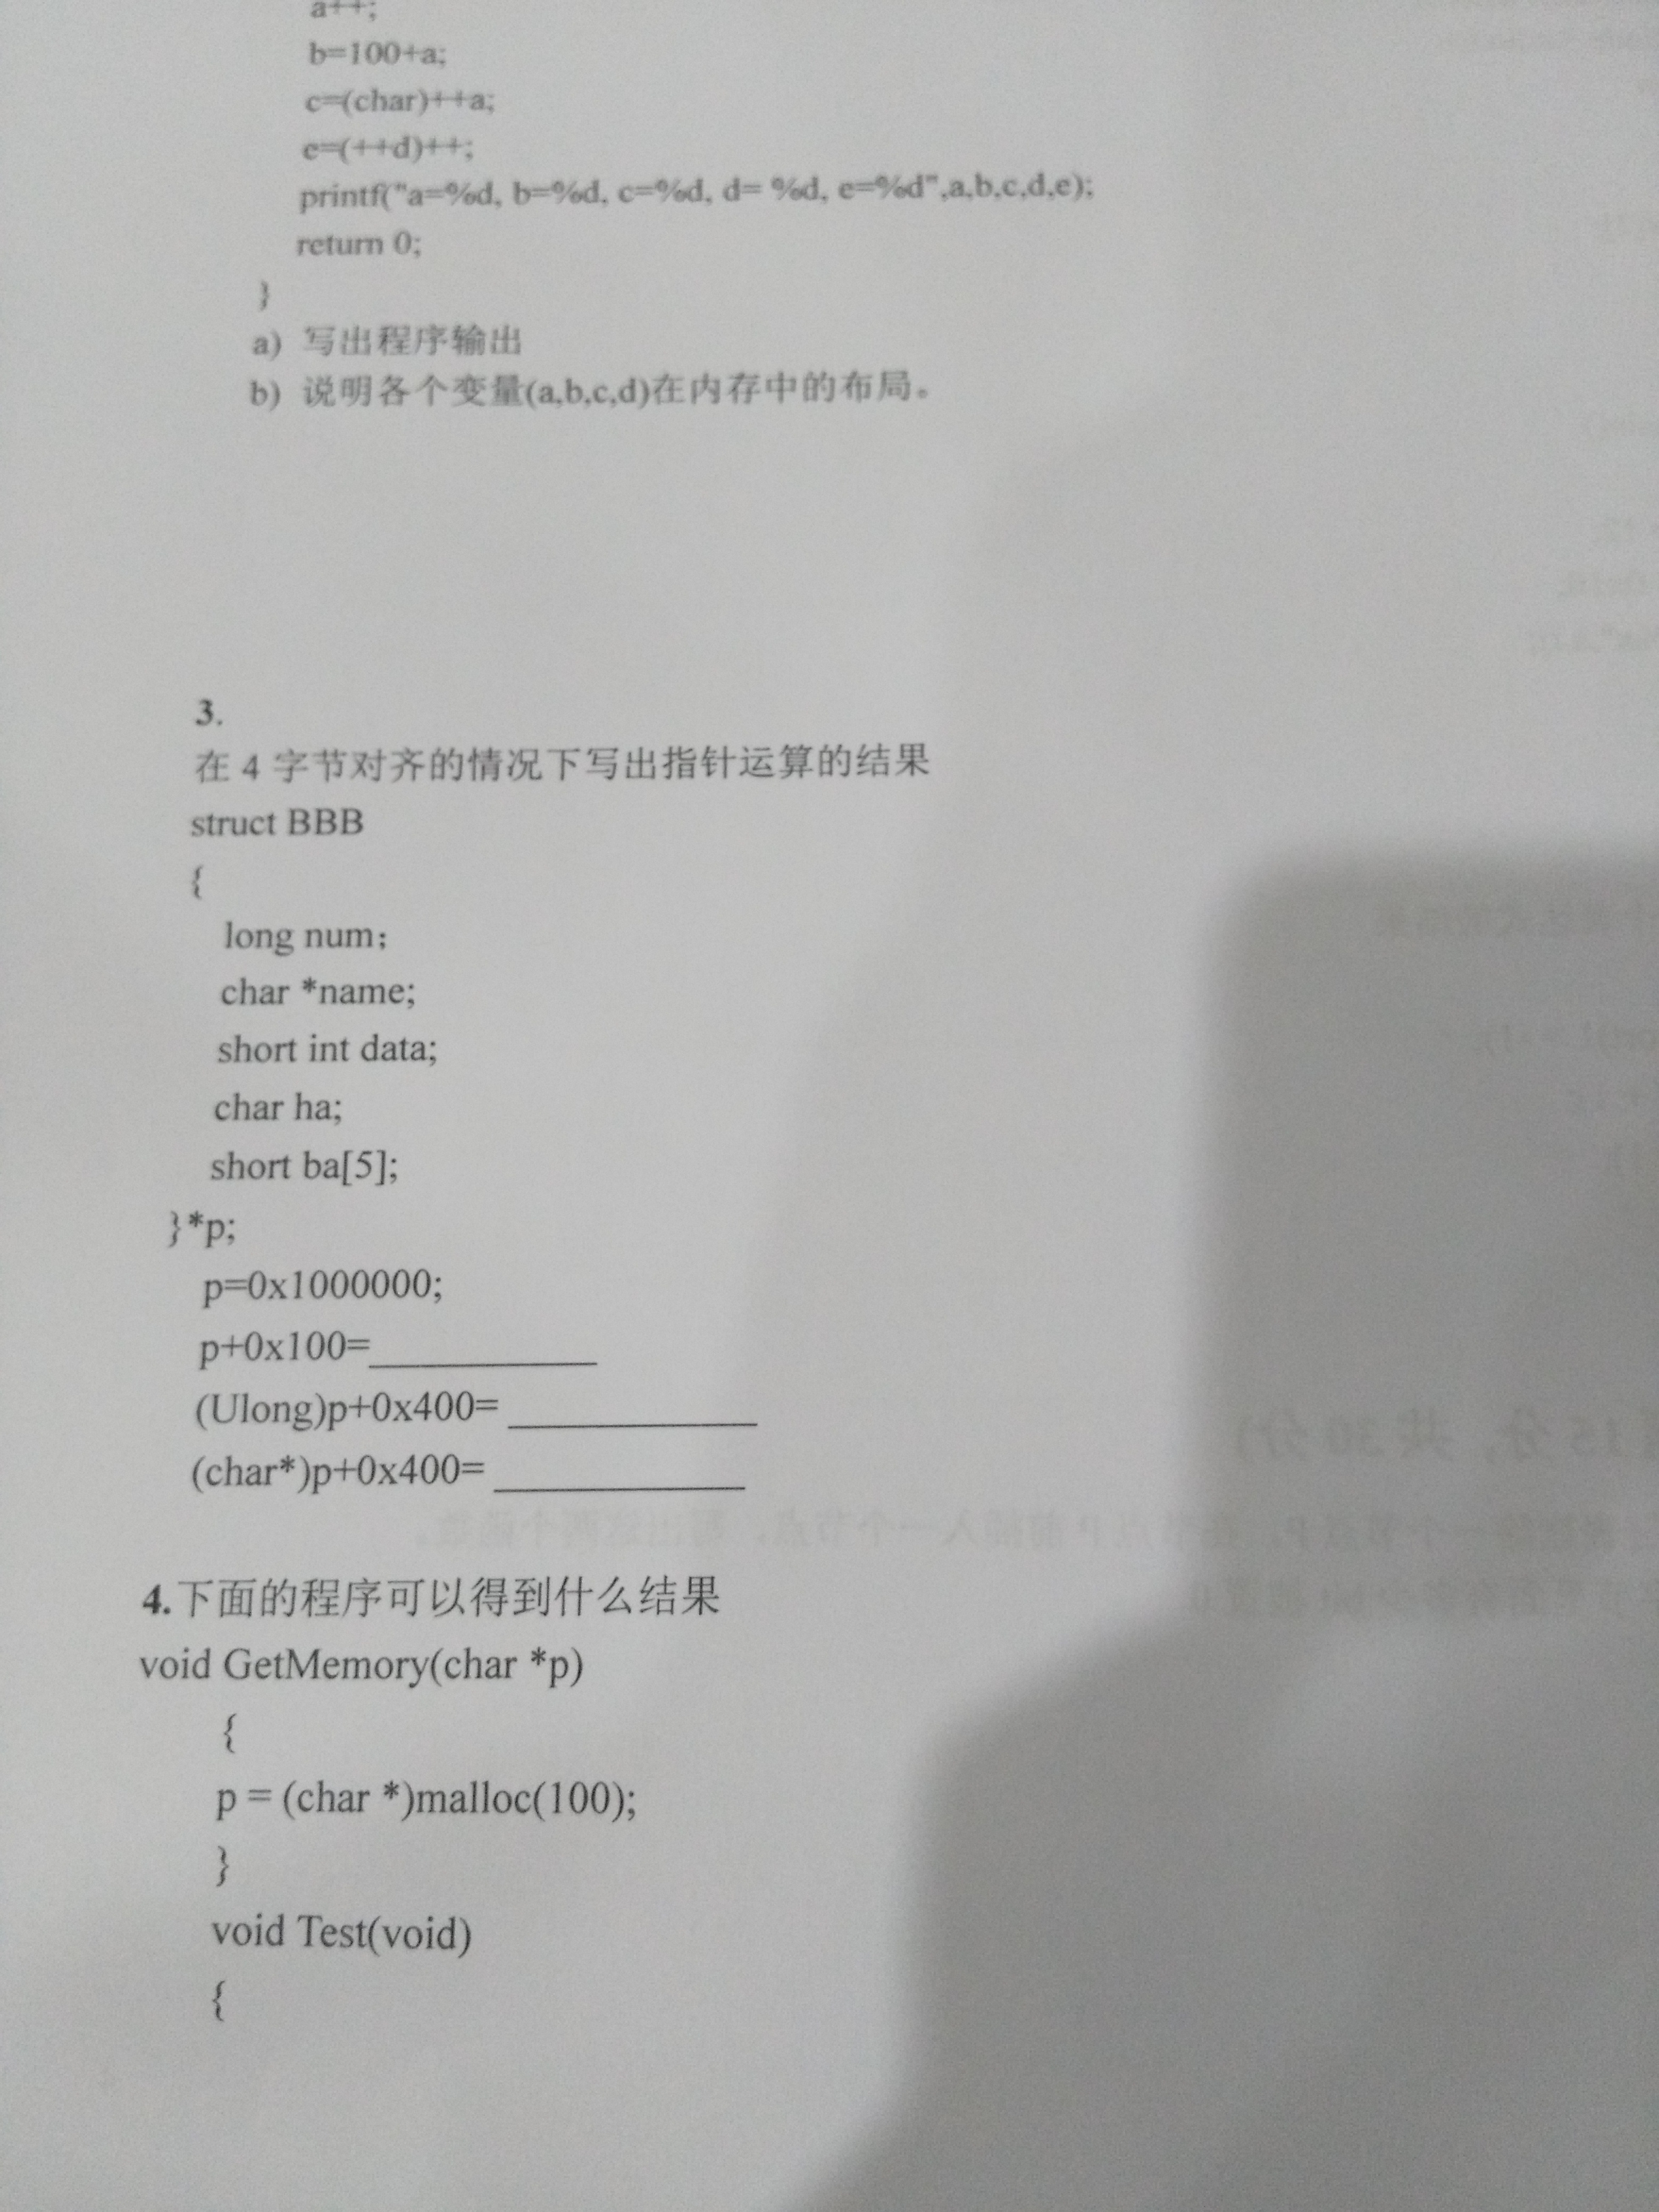 a++;
b=100+a;
c=(char)++a;
e=(++d)++;
printf("a=%d, b=%d, c=%d, d= %d, e=%d",a,b,c,d,e);
return 0;
}
a) 写出程序输出
b) 说明各个变量(a,b,c,d)在内存中的布局。
3.
在 4 字节对齐的情况下写出指针运算的结果
struct BBB
{
long num；
char *name;
short int data;
char ha;
short ba[5];
}*p;
p=0x1000000;
p+0x100=___________
(Ulong)p+0x400= ____________
(char*)p+0x400= ____________
4.下面的程序可以得到什么结果
void GetMemory(char *p)
{
p = (char *)malloc(100);
}
void Test(void)
{